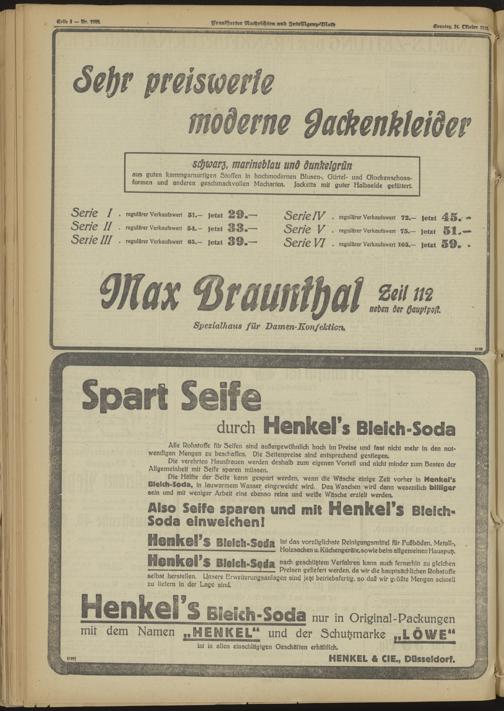 Seite 8 — Nr.
Frankfurter Nachrichten und Intelligenz-Blatt
Sonntag, 24. Oktober
Sehr preiswerte
moderne Jackenkleider
schwarz, marineblau und dunkelgrün
aus guten kammgarnartigen Stoffen in hochmodernen Blusen-, Gürtel- und Glockenschoss-
formen und anderen geschmackvollen Macharten. Jacketts mit guter Halbseide gefüttert.
Serie I . regulärer Verkaufswert 51.— jetzt 29.—
Serie II . regulärer Verkaufswert 54.— jetzt 33.—
Serie III . regulärer Verkaufswert 65.— jetzt 39.—
Serie IV . regulärer Verkaufswert 72.— jetzt 45.—
Serie V . regulärer Verkaufswert 75.— jetzt 51.—
Serie VI . regulärer Verkaufswert 105.— jetzt 59.—
Max Braunthal Zeil 112
neben der Hauptpost.
Spezialhaus für Damen-Konfektion.
Spart Seife
durch Henkel's Bleich-Soda
Alle Rohstoffe für Seifen sind außergewöhnlich hoch im Preise und fast nicht mehr in den not-
wendigen Mengen zu beschaffen. Die Seifenpreise sind entsprechend gestiegen.
Die verehrten Hausfrauen werden deshalb zum eigenen Vorteil und nicht minder zum Besten der
Allgemeinheit mit Seife sparen müssen.
Die Hälfte der Seife kann gespart werden, wenn die Wäsche einige Zeit vorher in Henkel's
Bleich-Soda, in lauwarmem Wasser eingeweicht wird. Das Waschen wird dann wesentlich billiger
sein und mit weniger Arbeit eine ebenso reine und weiße Wäsche erzielt werden.
Also Seife sparen und mit Henkel's Bleich-
Soda einweichen!
Henkel's Bleich-Soda ist das vorzüglichste Reinigungsmittel für Fußböden, Metall-,
Holzsachen u. Küchengeräte, sowie beim allgemeinen Hausputz.
Henkel's Bleich-Soda nach geschütztem Verfahren kann auch fernerhin zu gleichen
Preisen geliefert werden, da wir die hauptsächlichen Rohstoffe
selbst herstellen. Unsere Erweiterungsanlagen sind jetzt betriebsfertig, so daß wir größte Mengen schnell
zu liefern in der Lage sind.
Henkel's Bleich-Soda nur in Original-Packungen
mit dem Namen „HENKEL“ und der Schutzmarke „LÖWE“
ist in allen einschlägigen Geschäften erhältlich.
HENKEL & CIE., Düsseldorf.